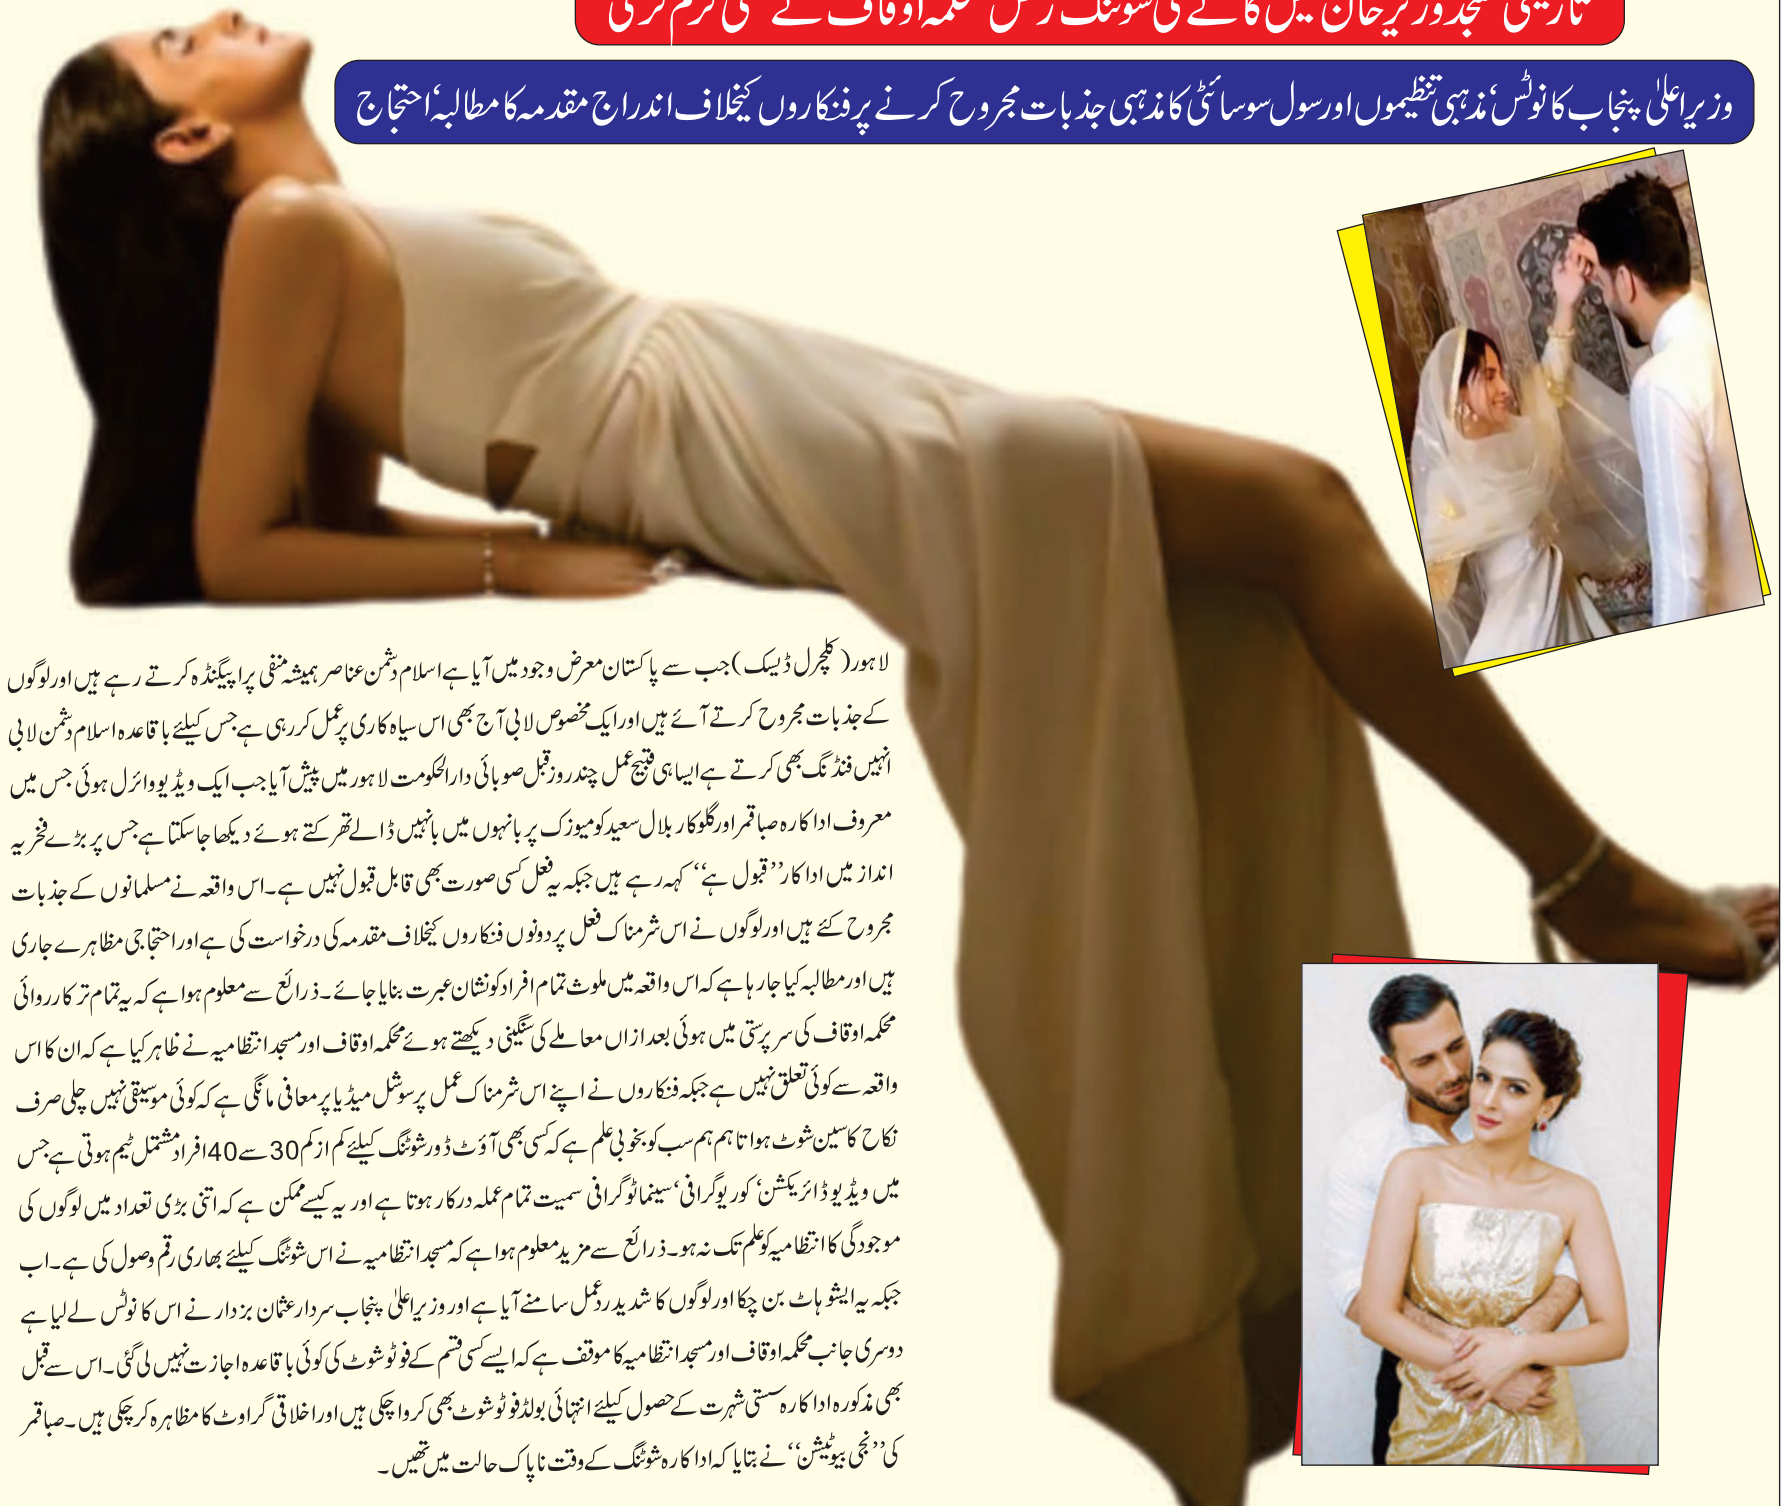 تاریخی مسجد وزیر خان میں گانے کی شوٹنگ محکمہ اوقاف نے
وزیراعلیٰ پنجاب کا نوٹس‘ مذہبی تنظیموں اور سول سوسائٹی کا مذہبی جذبات مجروح کرنے پر فنکاروں کیخلاف اندراج مقدمہ کا مطالبہ‘ احتجاج
لاہور (کلچرل ڈیسک) جب سے پاکستان معرض وجود میں آیا ہے اسلام دشمن عناصر ہمیشہ منفی پراپیگنڈہ کرتے رہے ہیں اور لوگوں
کے جذبات مجروح کرتے آئے ہیں اور ایک مخصوص لابی آج بھی اس سیاہ کاری پر عمل کر رہی ہے جس کیلئے باقاعدہ اسلام دشمن لابی
انہیں فنڈنگ بھی کرتے ہے ایسا ہی قبیح عمل چند روز قبل صوبائی دارالحکومت لاہور میں پیش آیا جب ایک ویڈیو وائرل ہوئی جس میں
معروف اداکارہ صبا قمر اور گلوکار بلال سعید کو میوزک پر بانہوں میں بانہیں ڈالے تھرکتے ہوئے دیکھا جا سکتا ہے جس پر بڑے فخریہ
انداز میں اداکار ’’قبول ہے‘‘ کہہ رہے ہیں جبکہ یہ فعل کسی صورت بھی قابل قبول نہیں ہے۔ اس واقعہ نے مسلمانوں کے جذبات
مجروح کئے ہیں اور لوگوں نے اس شرمناک فعل پر دونوں فنکاروں کیخلاف مقدمہ کی درخواست کی ہے اور احتجاجی مظاہرے جاری
ہیں اور مطالبہ کیا جا رہا ہے کہ اس واقعہ میں ملوث تمام افراد کو نشان عبرت بنایا جائے۔ ذرائع سے معلوم ہوا ہے کہ یہ تمام تر کارروائی
محکمہ اوقاف کی سرپرستی میں ہوئی بعدازاں معاملے کی سنگینی دیکھتے ہوئے محکمہ اوقاف اور مسجد انتظامیہ نے ظاہر کیا ہے کہ ان کا اس
واقعہ سے کوئی تعلق نہیں ہے جبکہ فنکاروں نے اپنے اس شرمناک عمل پر سوشل میڈیا پر معافی مانگی ہے کہ کوئی موسیقی نہیں چلی صرف
نکاح کا سین شوٹ ہوا تاہم ہم سب کو بخوبی علم ہے کہ کسی بھی آؤٹ ڈور شوٹنگ کیلئے کم از کم 30 سے 40 افراد مشتمل ٹیم ہوتی ہے جس
میں ویڈیو ڈائریکشن‘ کوریوگرافی‘ سینماٹوگرافی سمیت تمام عملہ درکار ہوتا ہے اور یہ کیسے ممکن ہے کہ اتنی بڑی تعداد میں لوگوں کی
موجودگی کا انتظامیہ کو علم تک نہ ہو۔ ذرائع سے مزید معلوم ہوا ہے کہ مسجد انتظامیہ نے اس شوٹنگ کیلئے بھاری رقم وصول کی ہے۔ اب
جبکہ یہ ایشو ہاٹ بن چکا اور لوگوں کا شدید ردعمل سامنے آیا ہے اور وزیراعلیٰ پنجاب سردار عثمان بزدار نے اس کا نوٹس لے لیا ہے
دوسری جانب محکمہ اوقاف اور مسجد انتظامیہ کا موقف ہے کہ ایسے کسی قسم کے فوٹو شوٹ کی کوئی باقاعدہ اجازت نہیں لی گئی۔ اس سے قبل
بھی مذکورہ اداکارہ سستی شہرت کے حصول کیلئے انتہائی بولڈ فوٹو شوٹ بھی کروا چکی ہیں اور اخلاقی گراوٹ کا مظاہرہ کر چکی ہیں۔ صبا قمر
کی ’’نجی بیوٹیشن‘‘ نے بتایا کہ اداکارہ شوٹنگ کے وقت ناپاک حالت میں تھیں۔